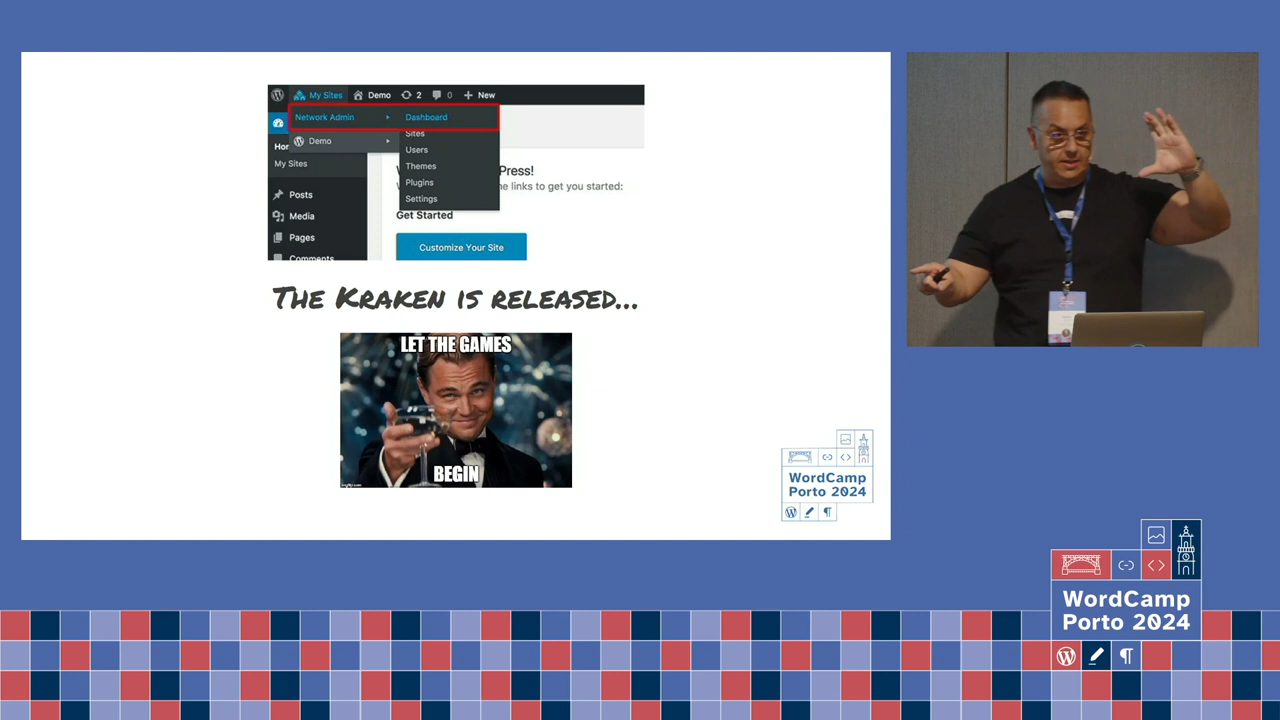 My Sites Demo 2 0 New
Network Admin Dashboard
Sites
Demo
Users
My Sites
Themes
Press!
Plugins
the links to get you started:
Posts
Settings
Get Started
Media
Pages
Customize Your Site
Comments
The Kraken is released...
LET THE GAMES
BEGIN
imgflip.com
WordCamp
Porto 2024
WordCamp
Porto 2024